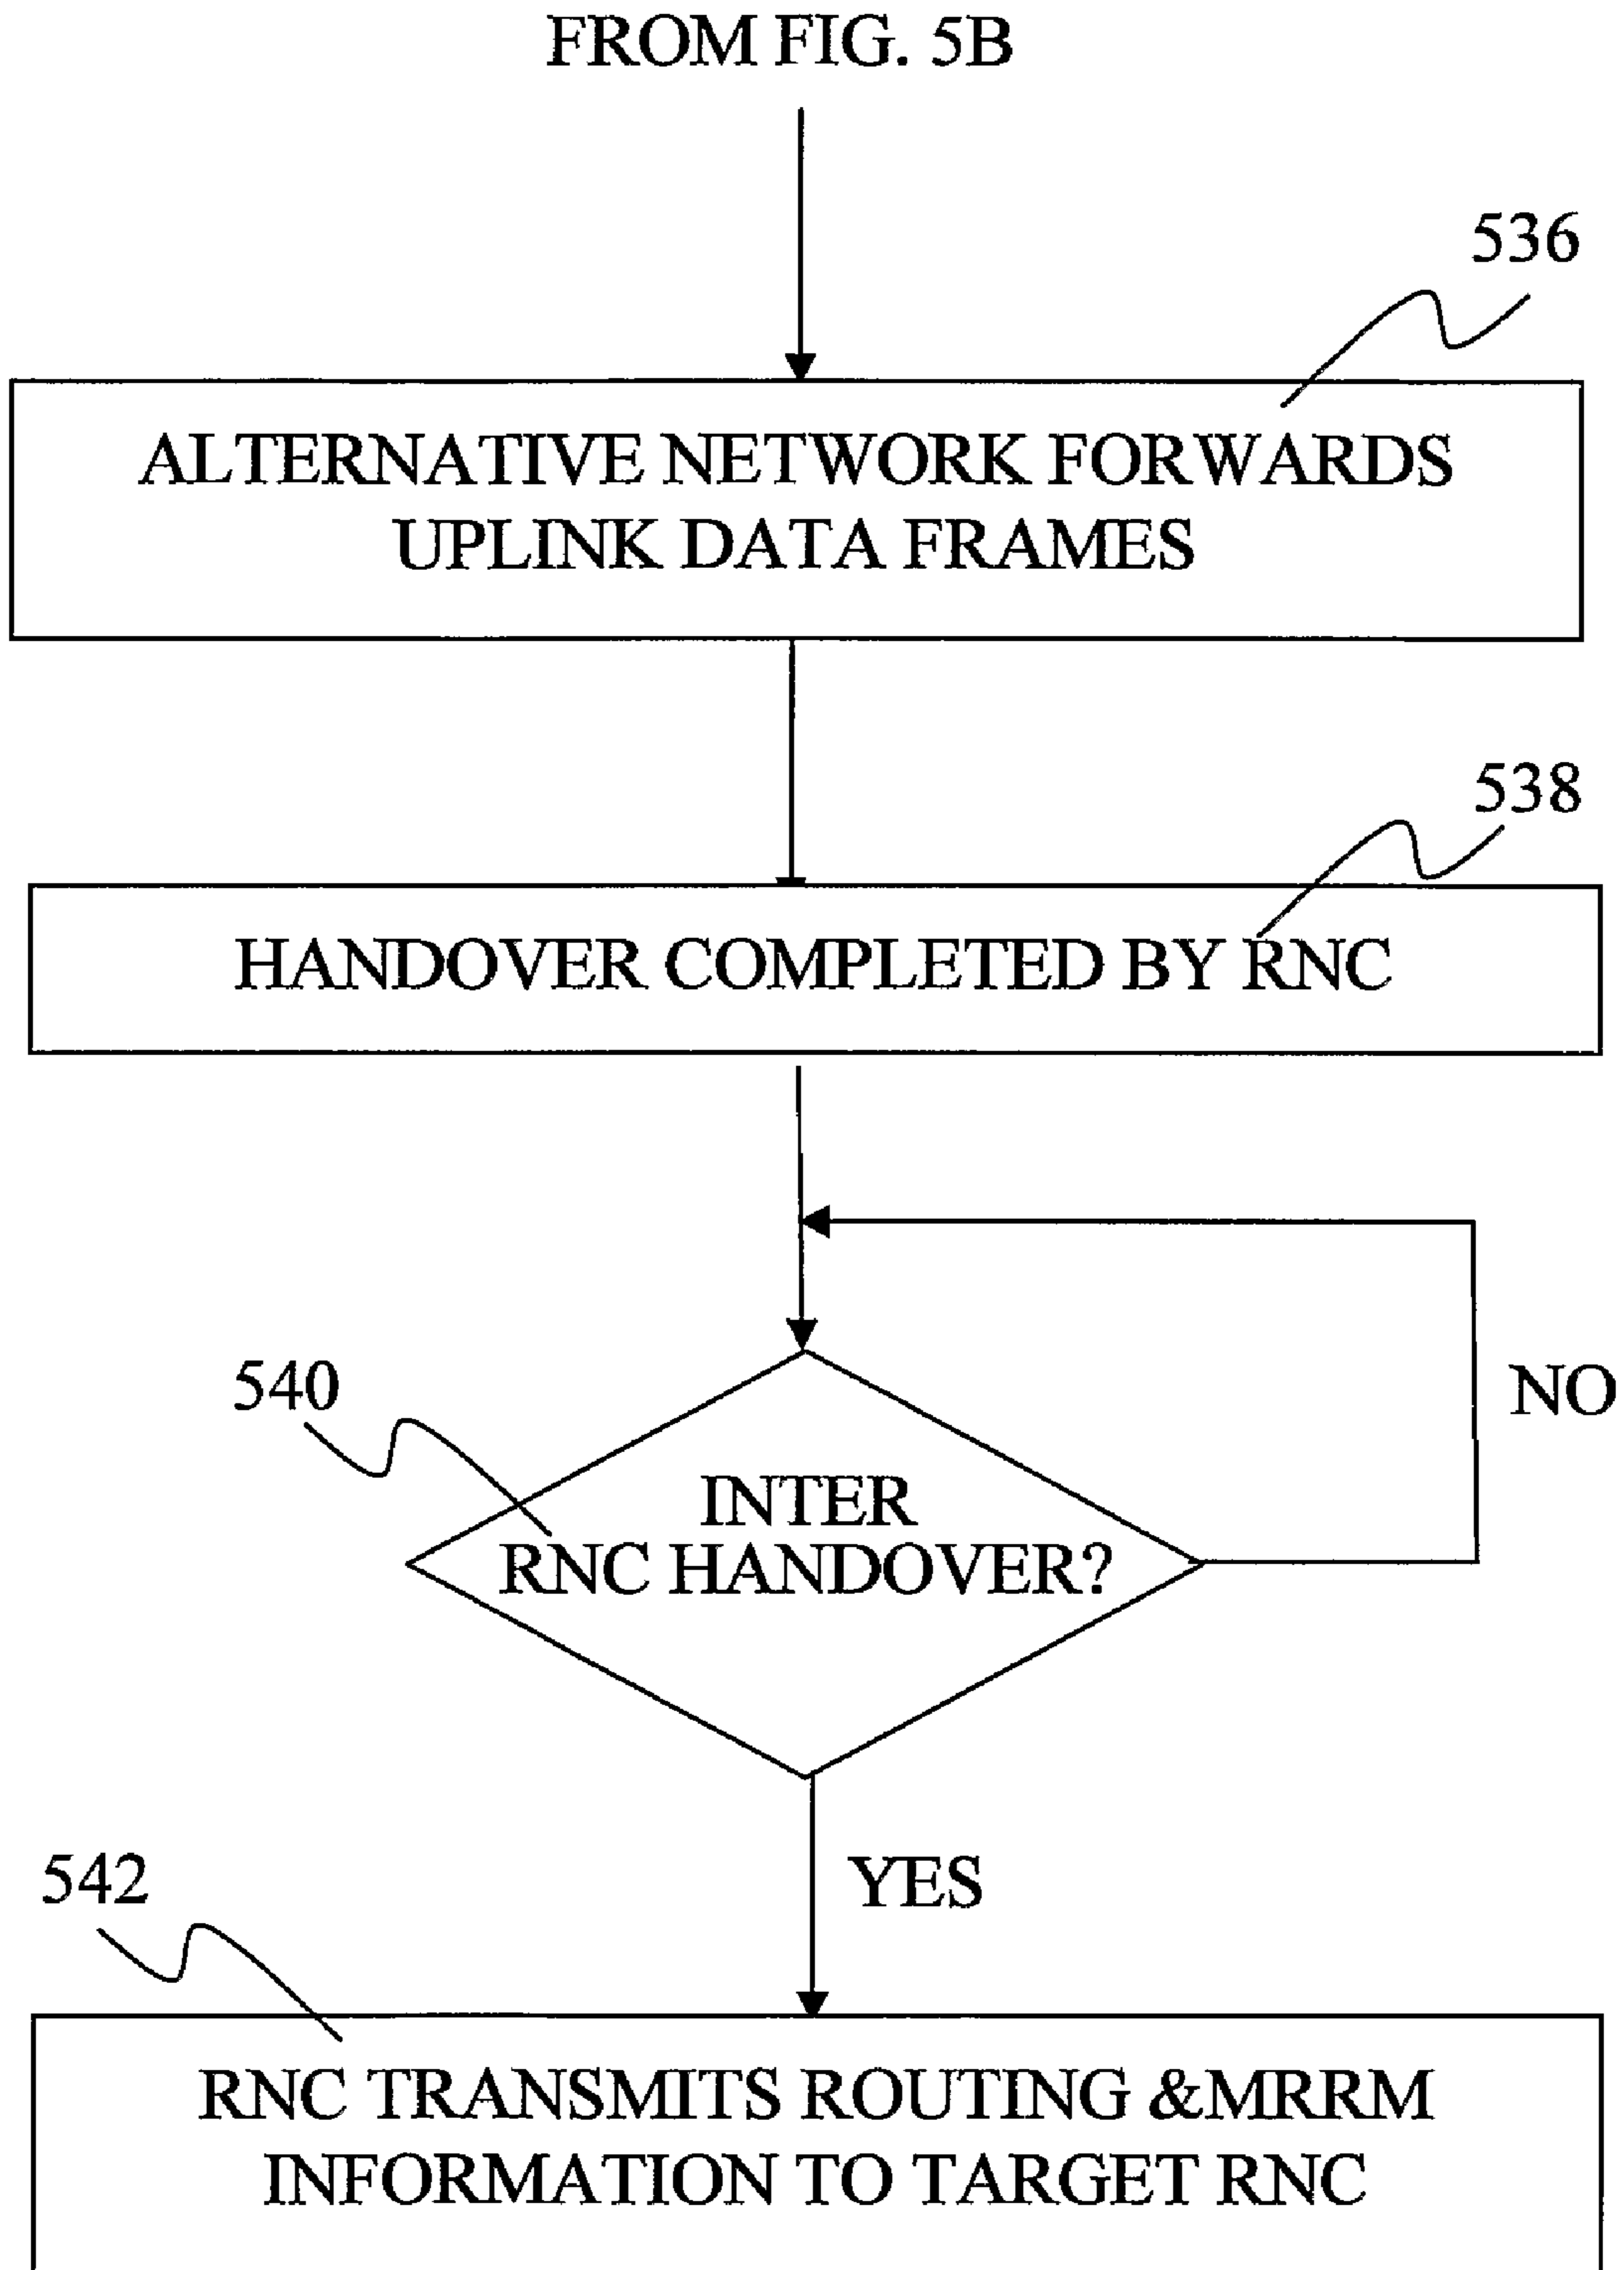 FROM FIG. 5B
536
ALTERNATIVE NETWORK FORWARDS
UPLINK DATA FRAMES
538
HANDOVER COMPLETED BY RNC
NO
540
INTER
RNC HANDOVER?
542
YES
RNC TRANSMITS ROUTING &MRRM
INFORMATION TO TARGET RNC